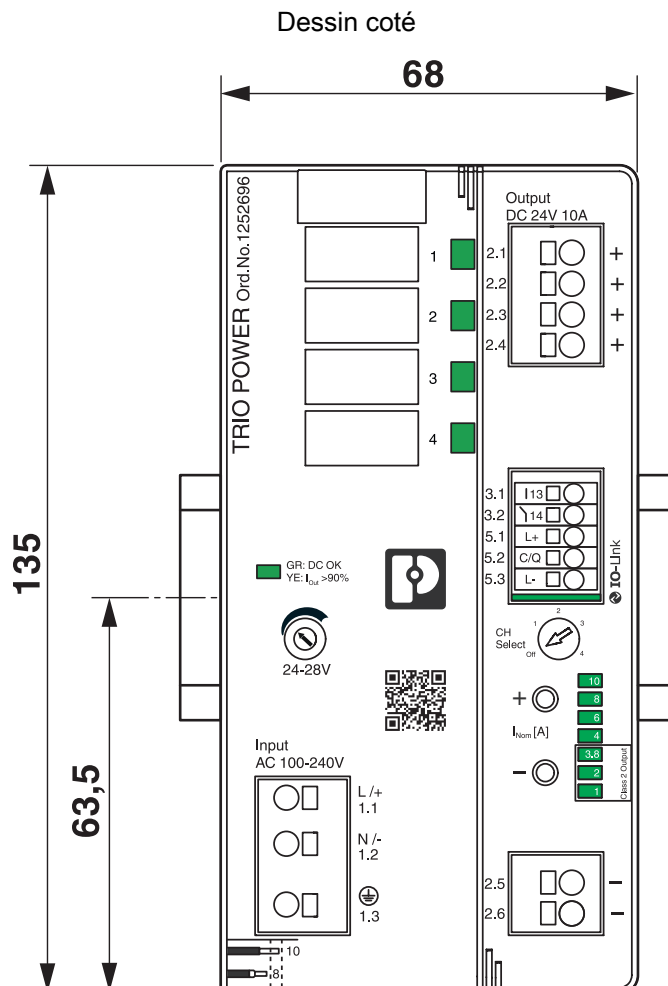 Dessin coté
68
135
63,5
TRIO POWER Ord.No.1252696
1
2
3
4
Output
DC 24V 10A
2.1 +
2.2 +
2.3 +
2.4 +
3.1 13
3.2 14
5.1 L+
5.2 C/Q
5.3 L-
IO-Link
GR: DC OK
YE: IOut >90%
24-28V
CH
Select
Off
1
2
3
4
+
INom [A]
−
10
8
6
4
3.8
2
1
Class 2 Output
Input
AC 100-240V
L /+
1.1
N /-
1.2
1.3
2.5 −
2.6 −
10
8